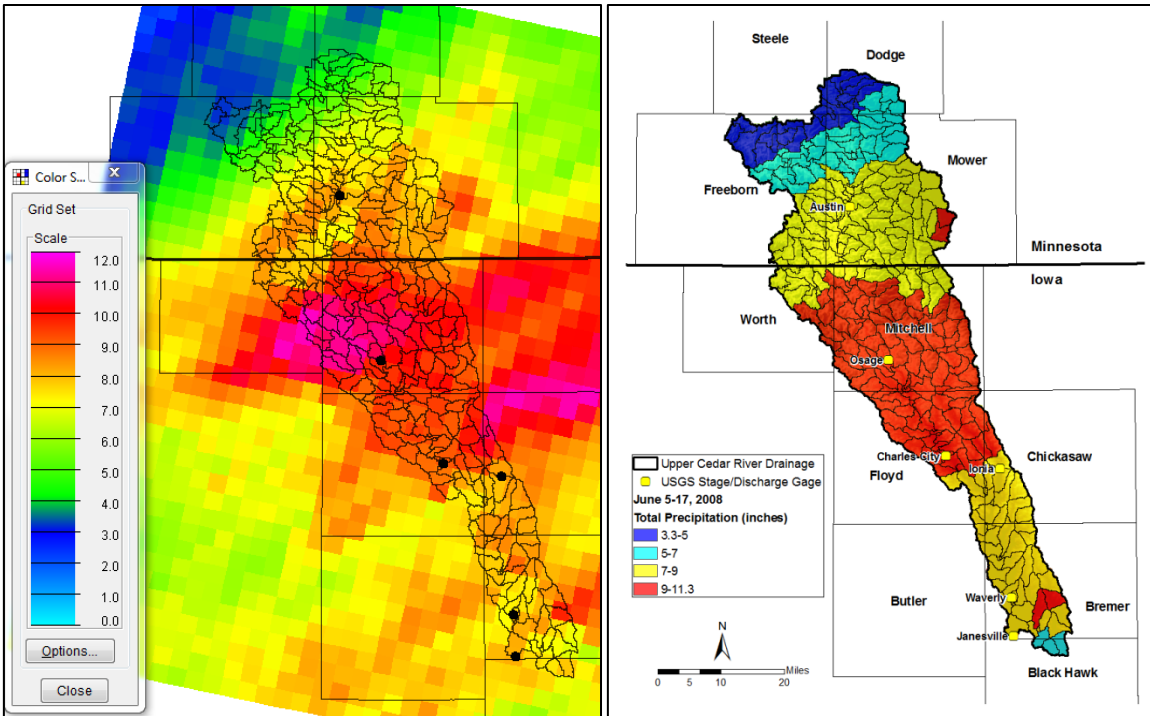 Color S...
X
Grid Set
Scale
12.0
11.0
10.0
9.0
8.0
7.0
6.0
5.0
4.0
3.0
2.0
1.0
0.0
Options...
Close
Steele
Dodge
Mower
Freeborn
Austin
Minnesota
Iowa
Worth
Mitchell
Osage
Charles City
Ionia
Chickasaw
Floyd
Upper Cedar River Drainage
USGS Stage/Discharge Gage
June 5-17, 2008
Total Precipitation (inches)
3.3-5
5-7
7-9
9-11.3
Butler
Waverly
Bremer
Janesville
Black Hawk
N
Miles
0 5 10 20